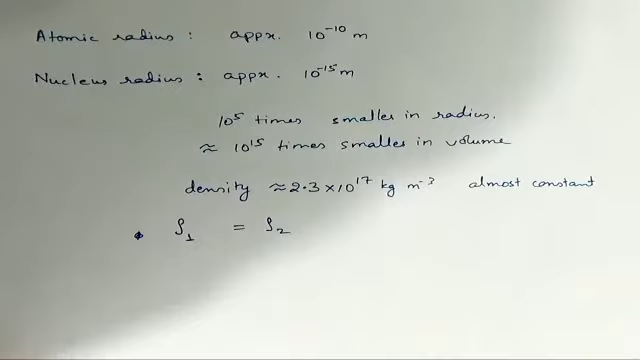 Atomic radius : appx. 10⁻¹⁰ m
Nucleus radius : appx. 10⁻¹⁵ m
10⁵ times smaller in radius.
≈ 10¹⁵ times smaller in volume
density ≈ 2.3 × 10¹⁷ kg m⁻³ almost constant
ρ₁ = ρ₂